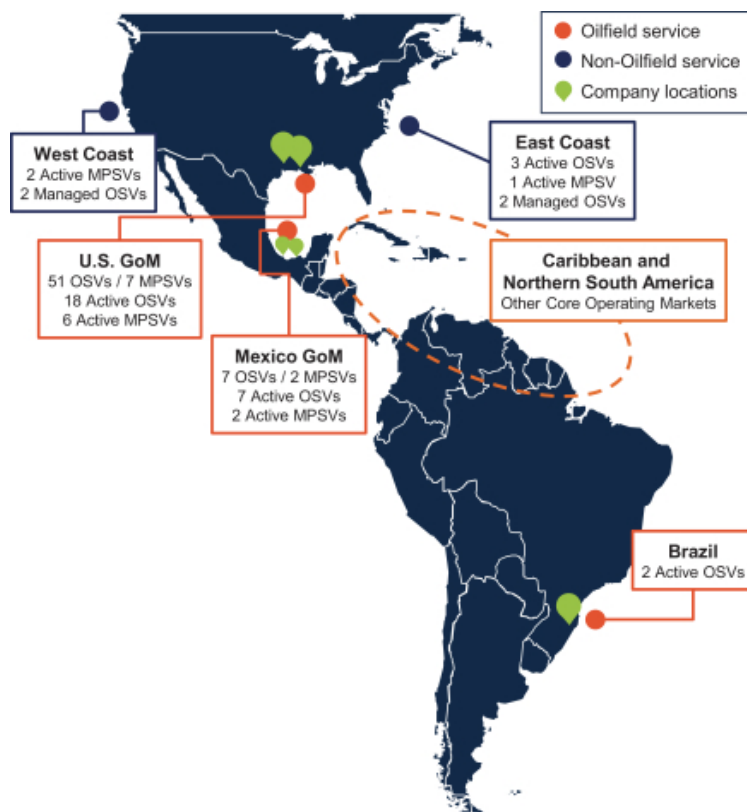 Oilfield service
Non-Oilfield service
Company locations
West Coast
2 Active MPSVs
2 Managed OSVs
East Coast
3 Active OSVs
1 Active MPSV
2 Managed OSVs
U.S. GoM
51 OSVs / 7 MPSVs
18 Active OSVs
6 Active MPSVs
Caribbean and
Northern South America
Other Core Operating Markets
Mexico GoM
7 OSVs / 2 MPSVs
7 Active OSVs
2 Active MPSVs
Brazil
2 Active OSVs